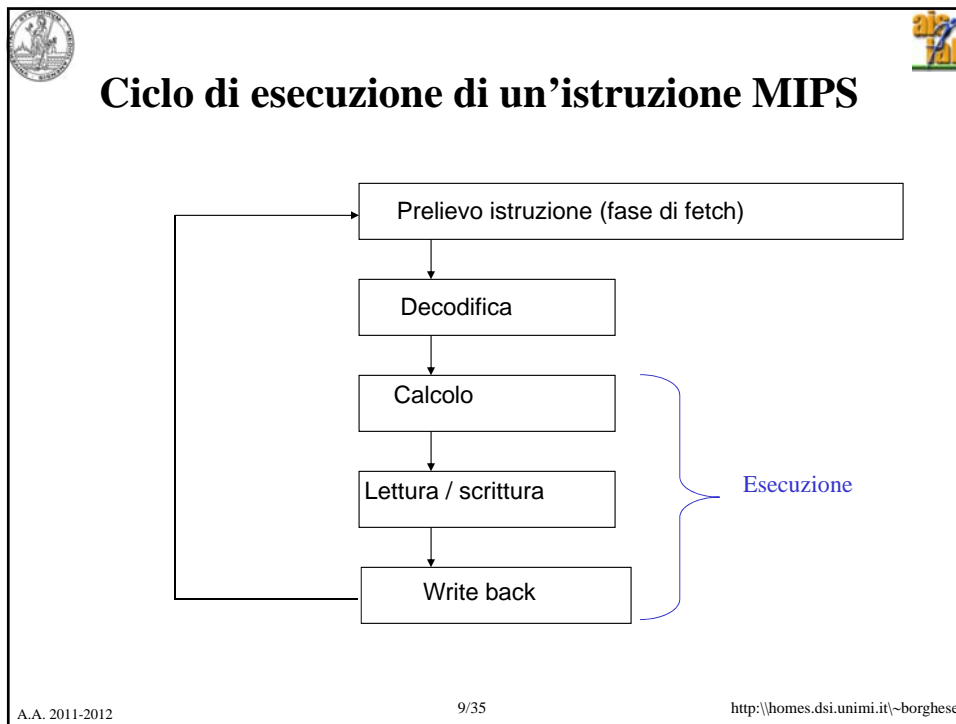 Ciclo di esecuzione di un’istruzione MIPS
Prelievo istruzione (fase di fetch)
Decodifica
Calcolo
Lettura / scrittura
Esecuzione
Write back
A.A. 2011-2012
9/35
http:\\homes.dsi.unimi.it\~borghese